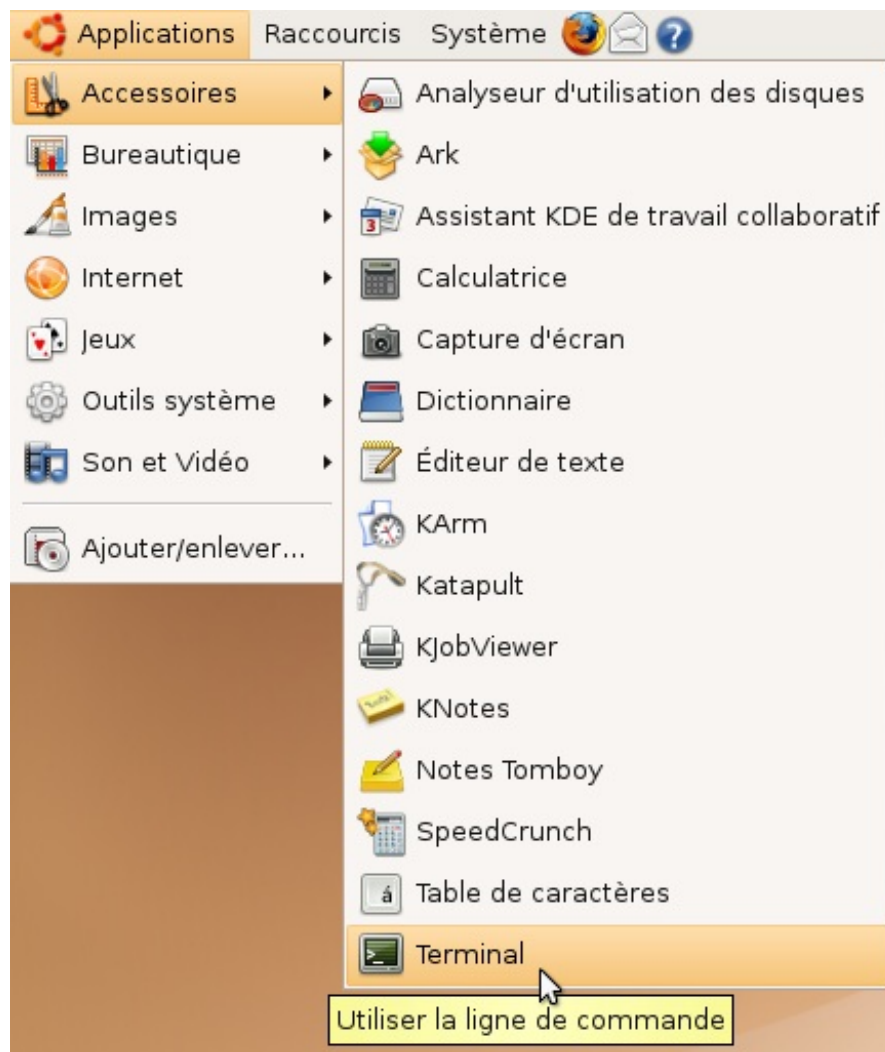 Applications Raccourcis Système
Accessoires
Bureautique
Images
Internet
Jeux
Outils système
Son et Vidéo
Ajouter/enlever...
Analyseur d'utilisation des disques
Ark
Assistant KDE de travail collaboratif
Calculatrice
Capture d'écran
Dictionnaire
Éditeur de texte
KArm
Katapult
KJobViewer
KNotes
Notes Tomboy
SpeedCrunch
Table de caractères
Terminal
Utiliser la ligne de commande